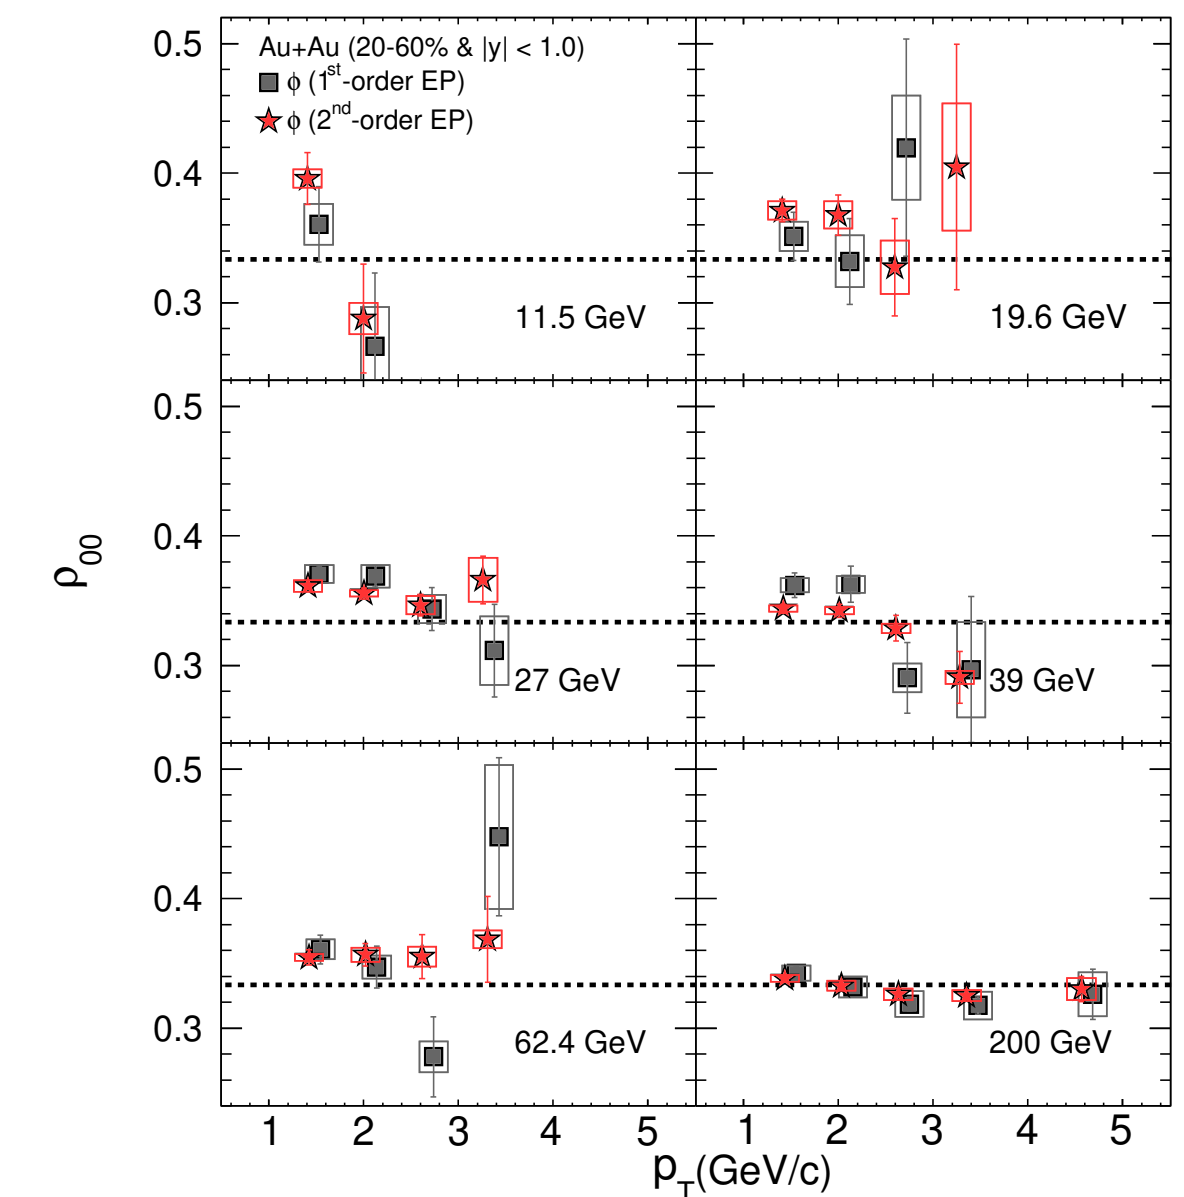 0.5
Au+Au (20-60% & |y| < 1.0)
ϕ (1st-order EP)
ϕ (2nd-order EP)
0.4
0.3
11.5 GeV
19.6 GeV
0.5
0.4
ρ00
0.3
27 GeV
39 GeV
0.5
0.4
0.3
62.4 GeV
200 GeV
1 2 3 4 5 1 2 3 4 5
pT(GeV/c)